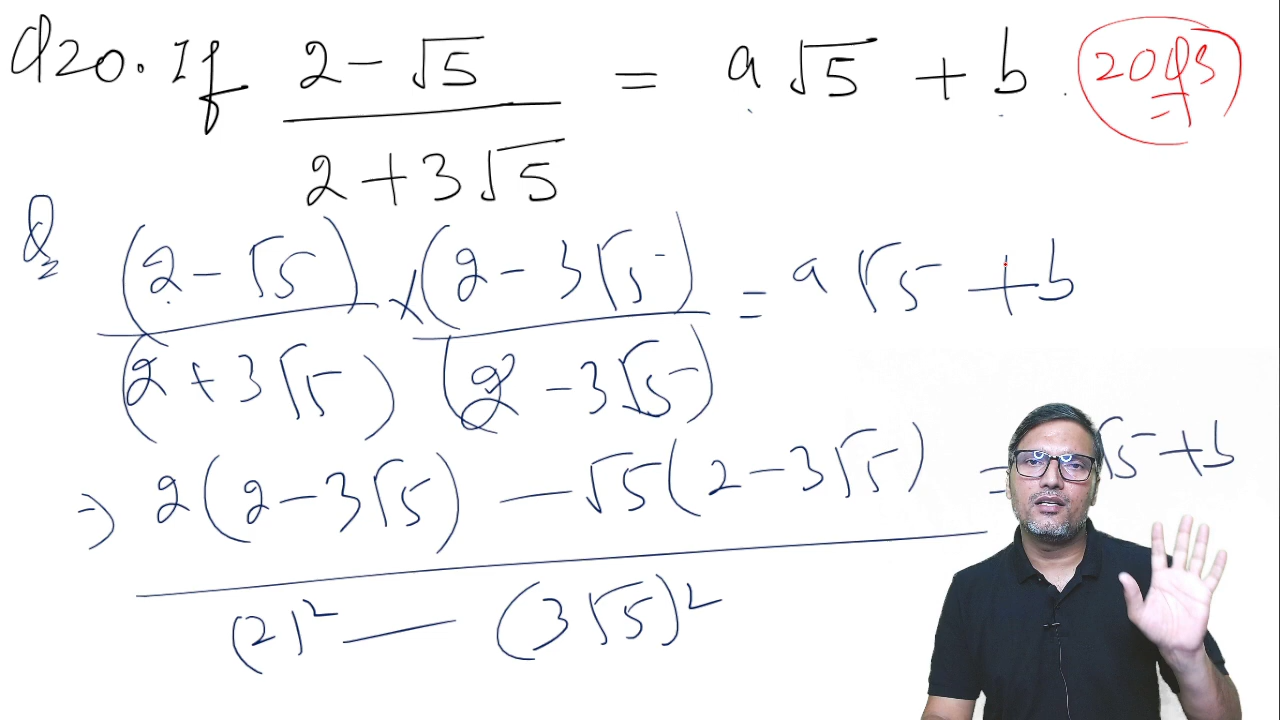 Q20. If 2 - √5 / 2 + 3√5 = a√5 + b. 20Qs
(2 - √5) / (2 + 3√5) × (2 - 3√5) / (2 - 3√5) = a√5 + b
⇒ 2(2 - 3√5) - √5(2 - 3√5) / (2)² - (3√5)² = √5 + b